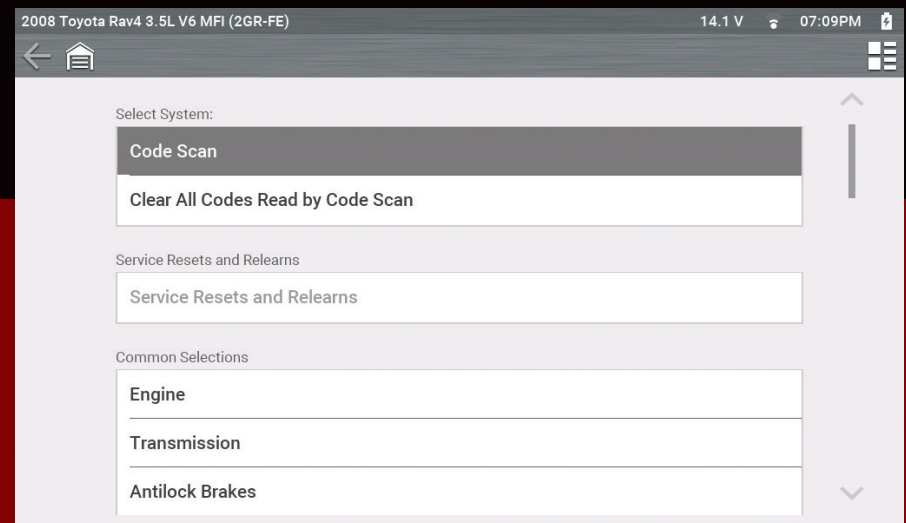 2008 Toyota Rav4 3.5L V6 MFI (2GR-FE) 14.1 V 07:09PM
Select System:
Code Scan
Clear All Codes Read by Code Scan
Service Resets and Relearns
Service Resets and Relearns
Common Selections
Engine
Transmission
Antilock Brakes